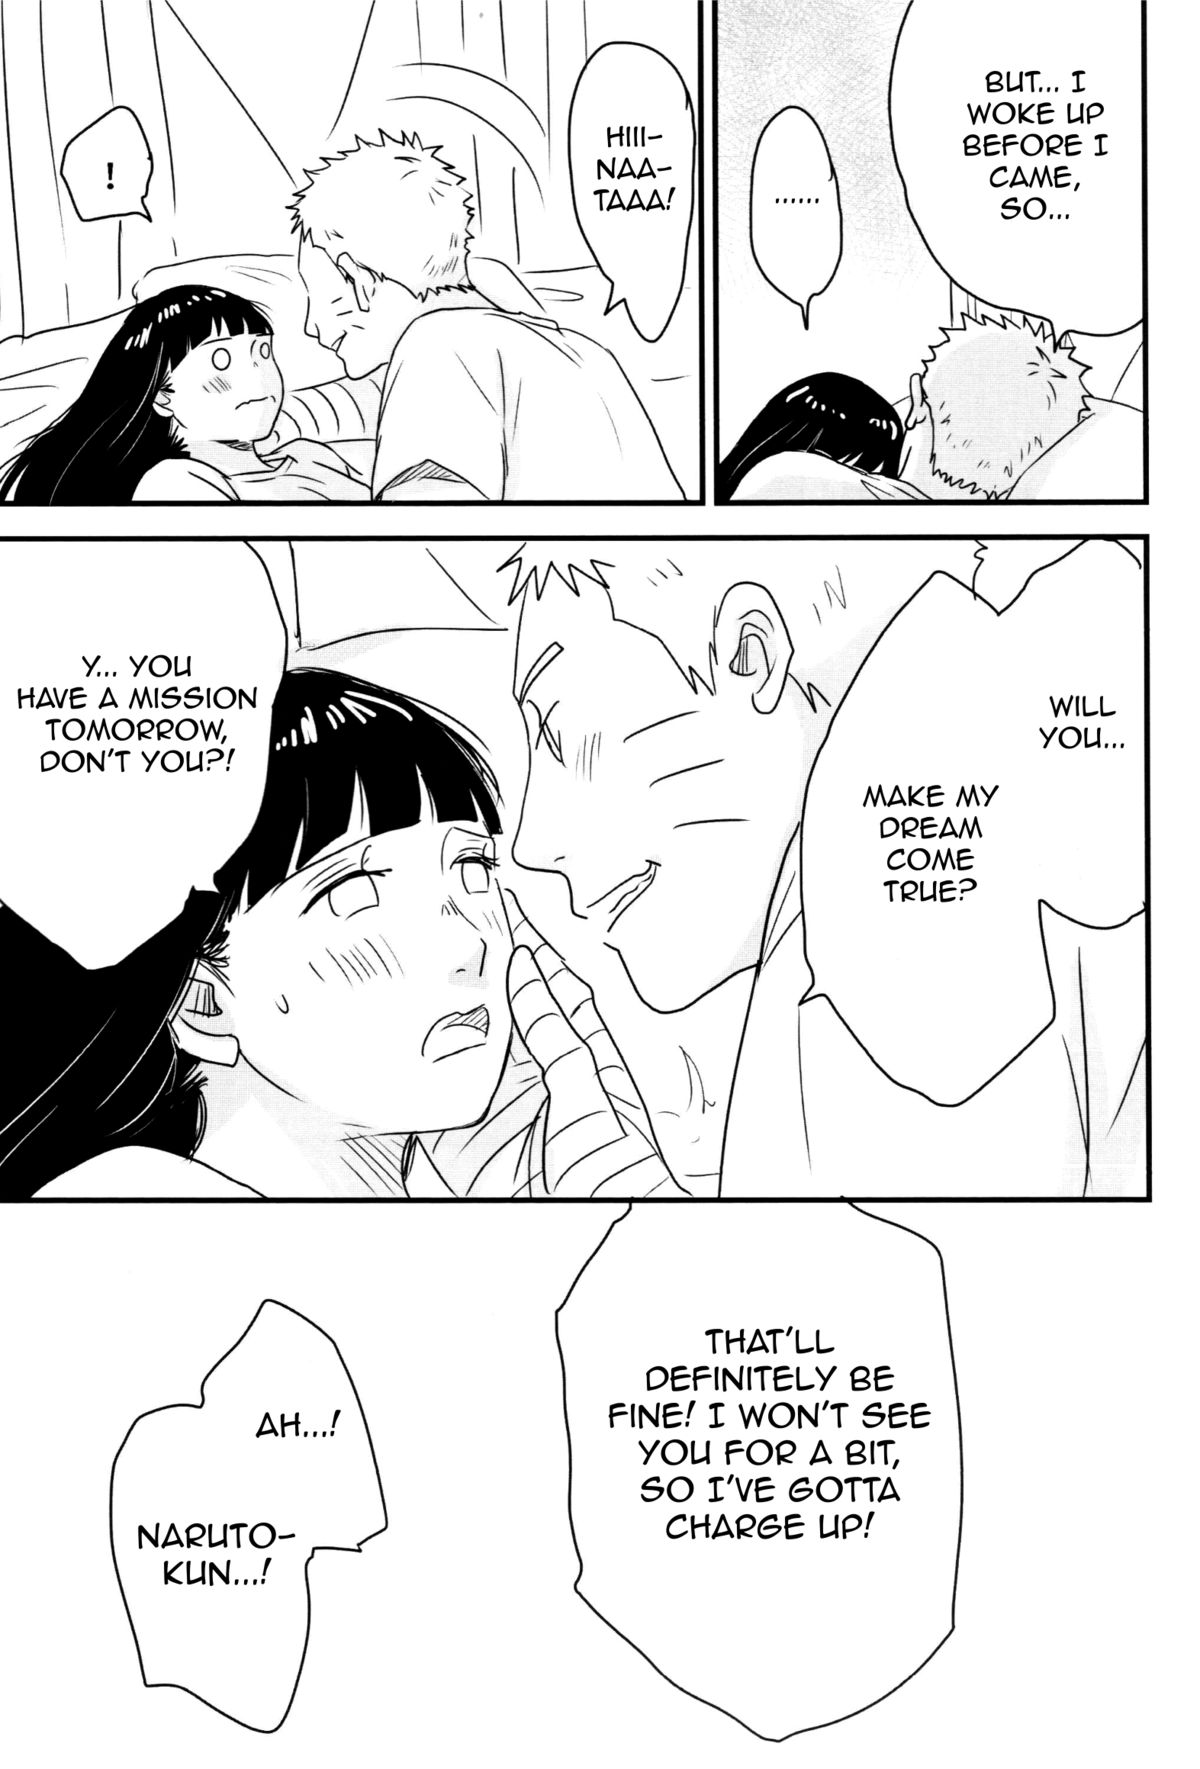 BUT... I
WOKE UP
BEFORE I
CAME,
SO...
......
HIII-
NAA-
TAAA!
!
WILL
YOU...
MAKE MY
DREAM
COME
TRUE?
Y... YOU
HAVE A MISSION
TOMORROW,
DON'T YOU?!
THAT'LL
DEFINITELY BE
FINE! I WON'T SEE
YOU FOR A BIT,
SO I'VE GOTTA
CHARGE UP!
AH...!
NARUTO-
KUN...!